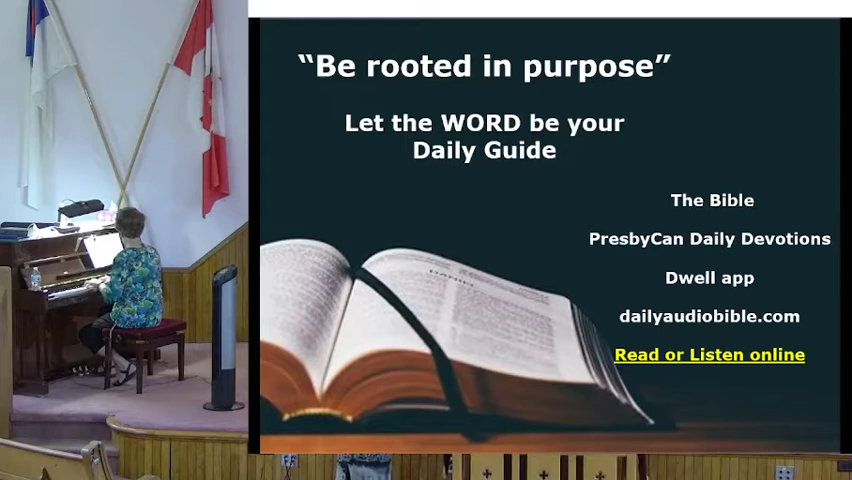 “Be rooted in purpose”
Let the WORD be your
Daily Guide
The Bible
PresbyCan Daily Devotions
Dwell app
dailyaudiobible.com
Read or Listen online
DANIEL